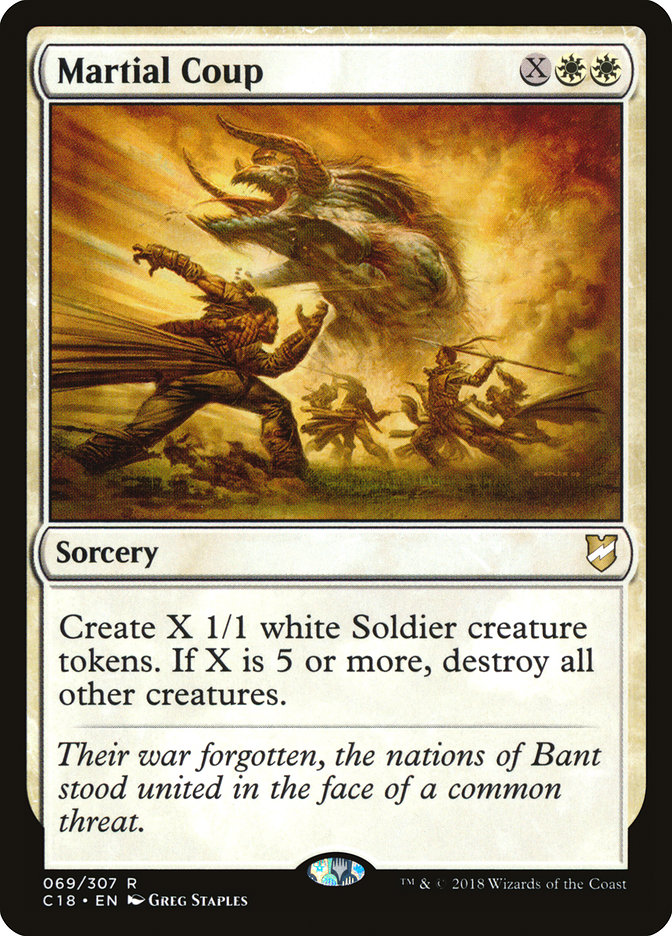 Martial Coup X
Sorcery
Create X 1/1 white Soldier creature
tokens. If X is 5 or more, destroy all
other creatures.
Their war forgotten, the nations of Bant
stood united in the face of a common
threat.
069/307 R
C18 • EN Greg Staples
™ & © 2018 Wizards of the Coast